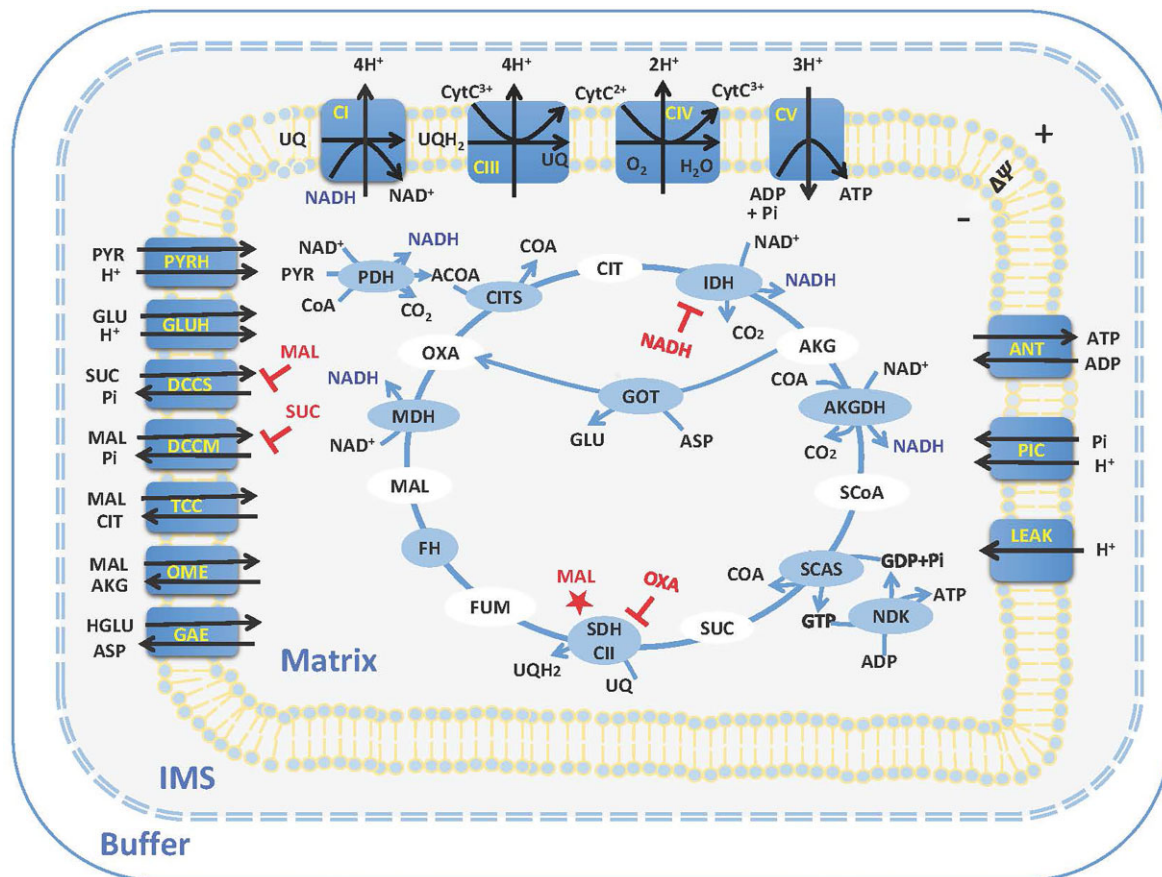 4H⁺
4H⁺
2H⁺
3H⁺
CytC³⁺
CytC²⁺
CytC³⁺
CI
CIV
CV
UQ
UQH₂
CIII
UQ
O₂
H₂O
NADH
NAD⁺
ADP
+ Pi
ATP
+
ΔΨ
-
PYR
H⁺
PYRH
GLU
H⁺
GLUH
SUC
Pi
DCCS
MAL
MAL
Pi
DCCM
SUC
MAL
CIT
TCC
MAL
AKG
OME
HGLU
ASP
GAE
NAD⁺
NADH
PYR
PDH
ACOA
CoA
CO₂
COA
CITS
CIT
NAD⁺
IDH
NADH
CO₂
NADH
OXA
AKG
NADH
MDH
NAD⁺
GOT
GLU
ASP
COA
NAD⁺
AKGDH
CO₂
NADH
MAL
SCoA
FH
COA
SCAS
GDP+Pi
GTP
NDK
ATP
ADP
FUM
MAL
OXA
SDH
CII
SUC
UQH2
UQ
ANT
ATP
ADP
PIC
Pi
H⁺
LEAK
H⁺
Matrix
IMS
Buffer